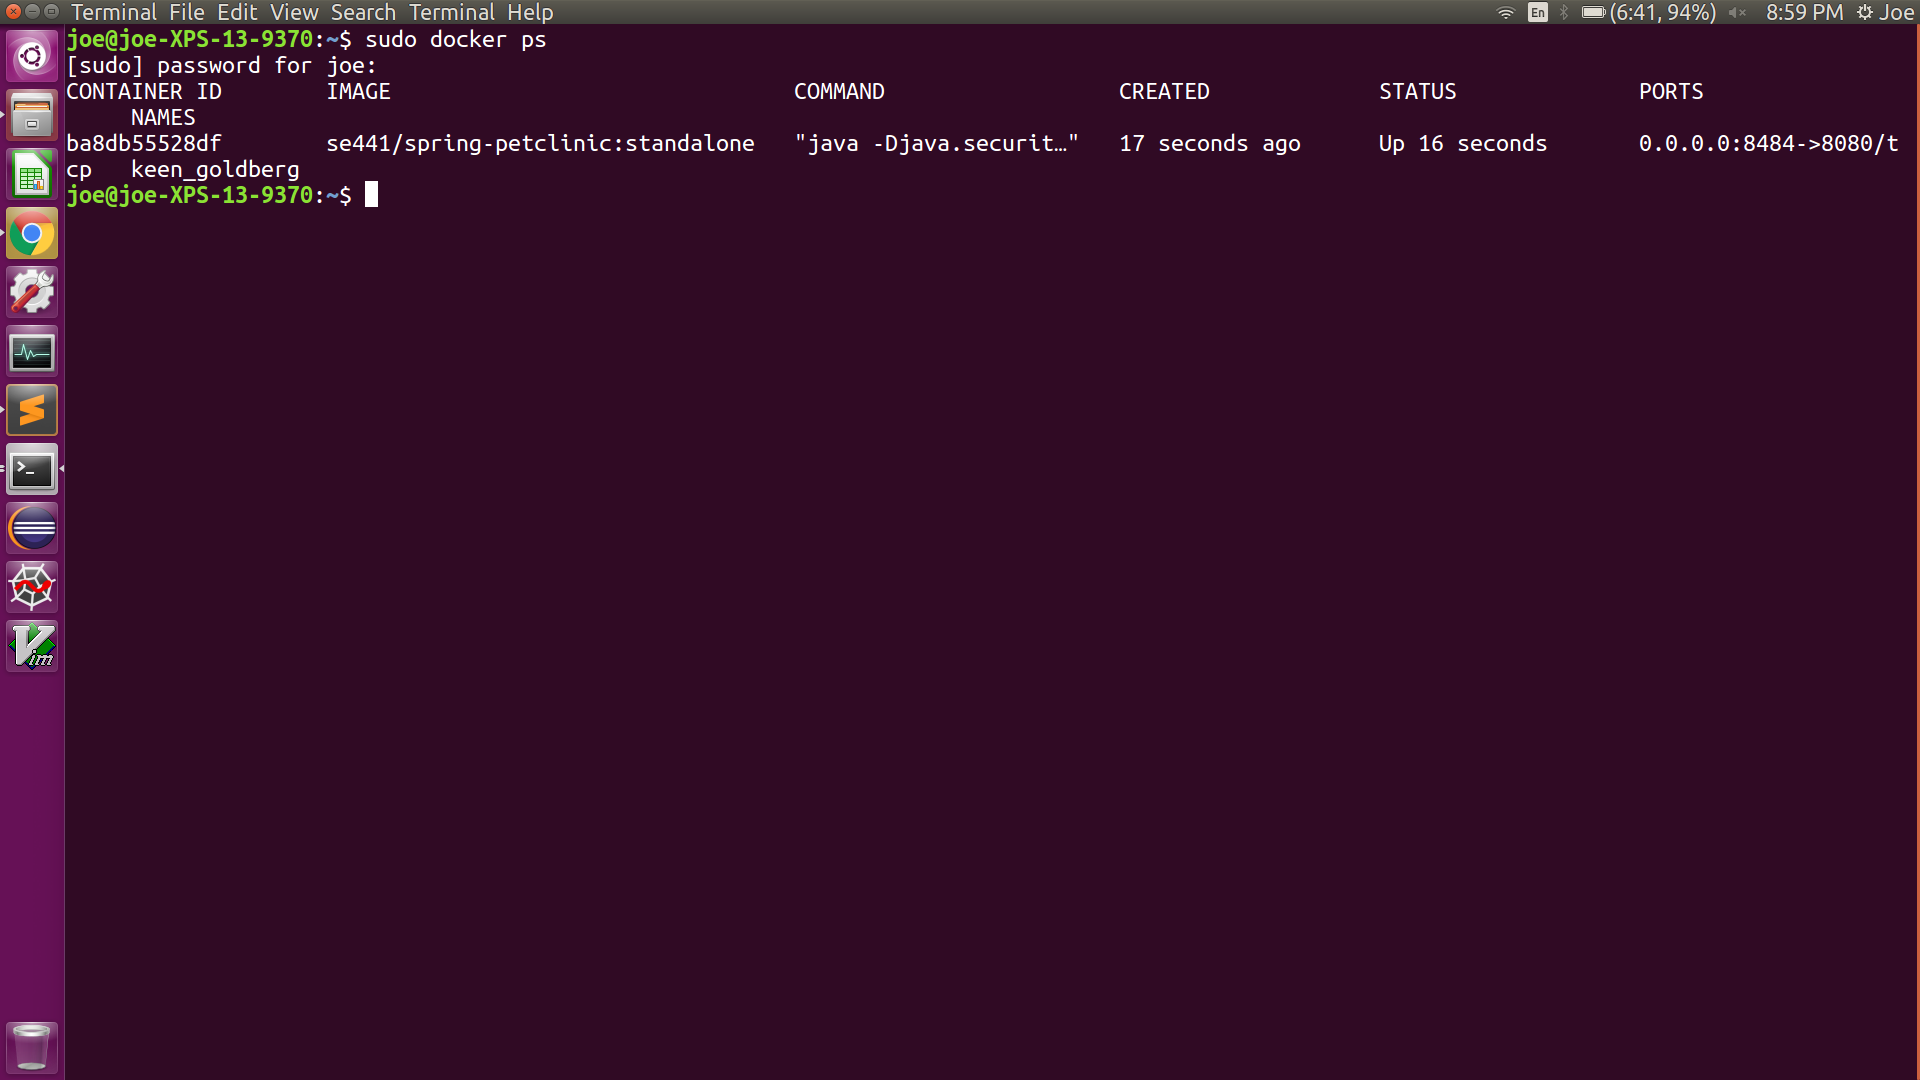 Terminal File Edit View Search Terminal Help En (6:41, 94%) 8:59 PM Joe
joe@joe-XPS-13-9370:~$ sudo docker ps
[sudo] password for joe:
CONTAINER ID        IMAGE                               COMMAND                  CREATED             STATUS              PORTS
     NAMES
ba8db55528df        se441/spring-petclinic:standalone   "java -Djava.securit…"   17 seconds ago      Up 16 seconds       0.0.0.0:8484->8080/t
cp   keen_goldberg
joe@joe-XPS-13-9370:~$
>_
Vim